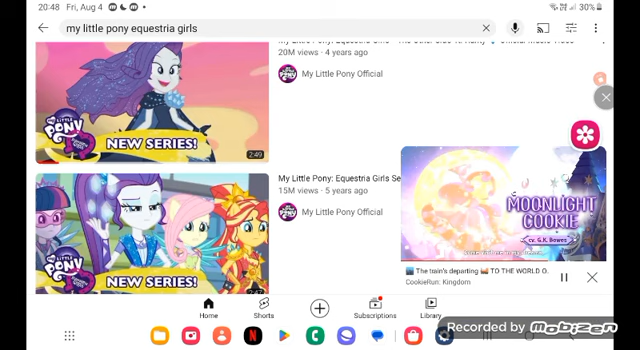 20:48 Fri, Aug 4
30%
my little pony equestria girls
20M views · 4 years ago
My Little Pony Official
MY LITTLE PONY
NEW SERIES!
2:49
My Little Pony: Equestria Girls Se
15M views · 5 years ago
My Little Pony Official
MY LITTLE PONY
NEW SERIES!
MOONLIGHT
COOKIE
cv. G.K. Bowes
The train's departing TO THE WORLD O.
CookieRun: Kingdom
Home
Shorts
Subscriptions
Library
Recorded by Mobizen